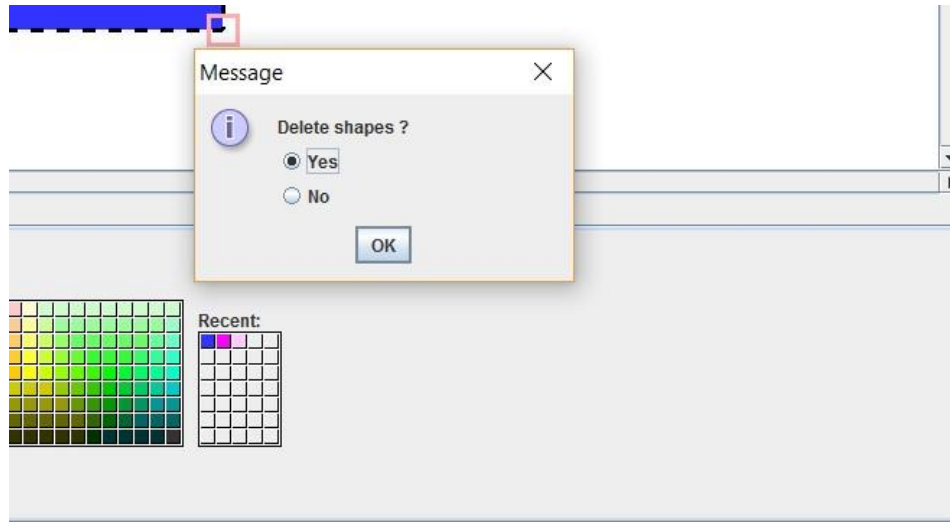 Message
Delete shapes ?
Yes
No
OK
Recent: